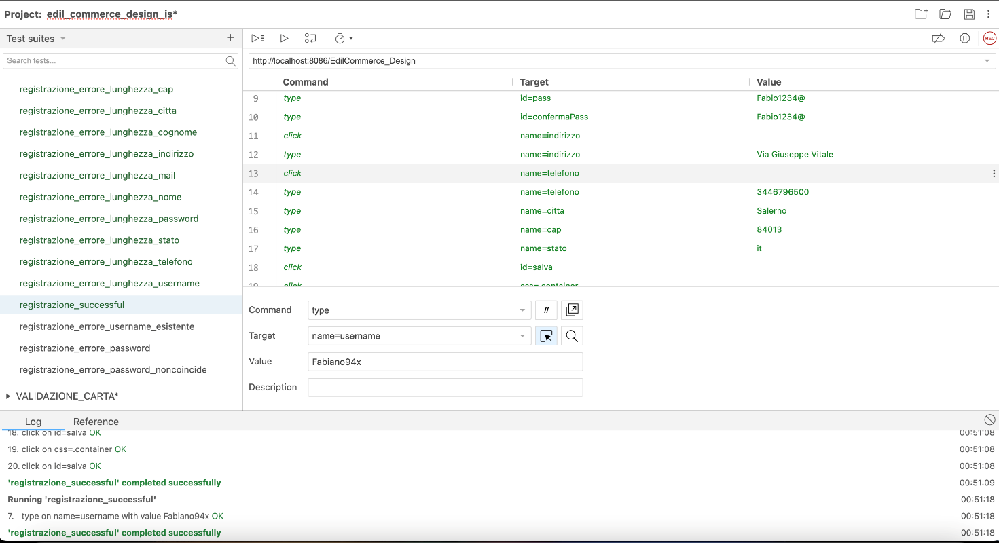 Project: edil_commerce_design_is*
Test suites
Search tests...
registrazione_errore_lunghezza_cap
registrazione_errore_lunghezza_citta
registrazione_errore_lunghezza_cognome
registrazione_errore_lunghezza_indirizzo
registrazione_errore_lunghezza_mail
registrazione_errore_lunghezza_nome
registrazione_errore_lunghezza_password
registrazione_errore_lunghezza_stato
registrazione_errore_lunghezza_telefono
registrazione_errore_lunghezza_username
registrazione_successful
registrazione_errore_username_esistente
registrazione_errore_password
registrazione_errore_password_noncoincide
VALIDAZIONE_CARTA*
REC
http://localhost:8086/EdilCommerce_Design
Command Target Value
9 type id=pass Fabio1234@
10 type id=confermaPass Fabio1234@
11 click name=indirizzo
12 type name=indirizzo Via Giuseppe Vitale
13 click name=telefono
14 type name=telefono 3446796500
15 type name=citta Salerno
16 type name=cap 84013
17 type name=stato it
18 click id=salva
19 click css=.container
Command type //
Target name=username
Value Fabiano94x
Description
Log Reference
18. click on id=salva OK 00:51:08
19. click on css=.container OK 00:51:08
20. click on id=salva OK 00:51:08
'registrazione_successful' completed successfully 00:51:09
Running 'registrazione_successful' 00:51:18
7. type on name=username with value Fabiano94x OK 00:51:18
'registrazione_successful' completed successfully 00:51:18